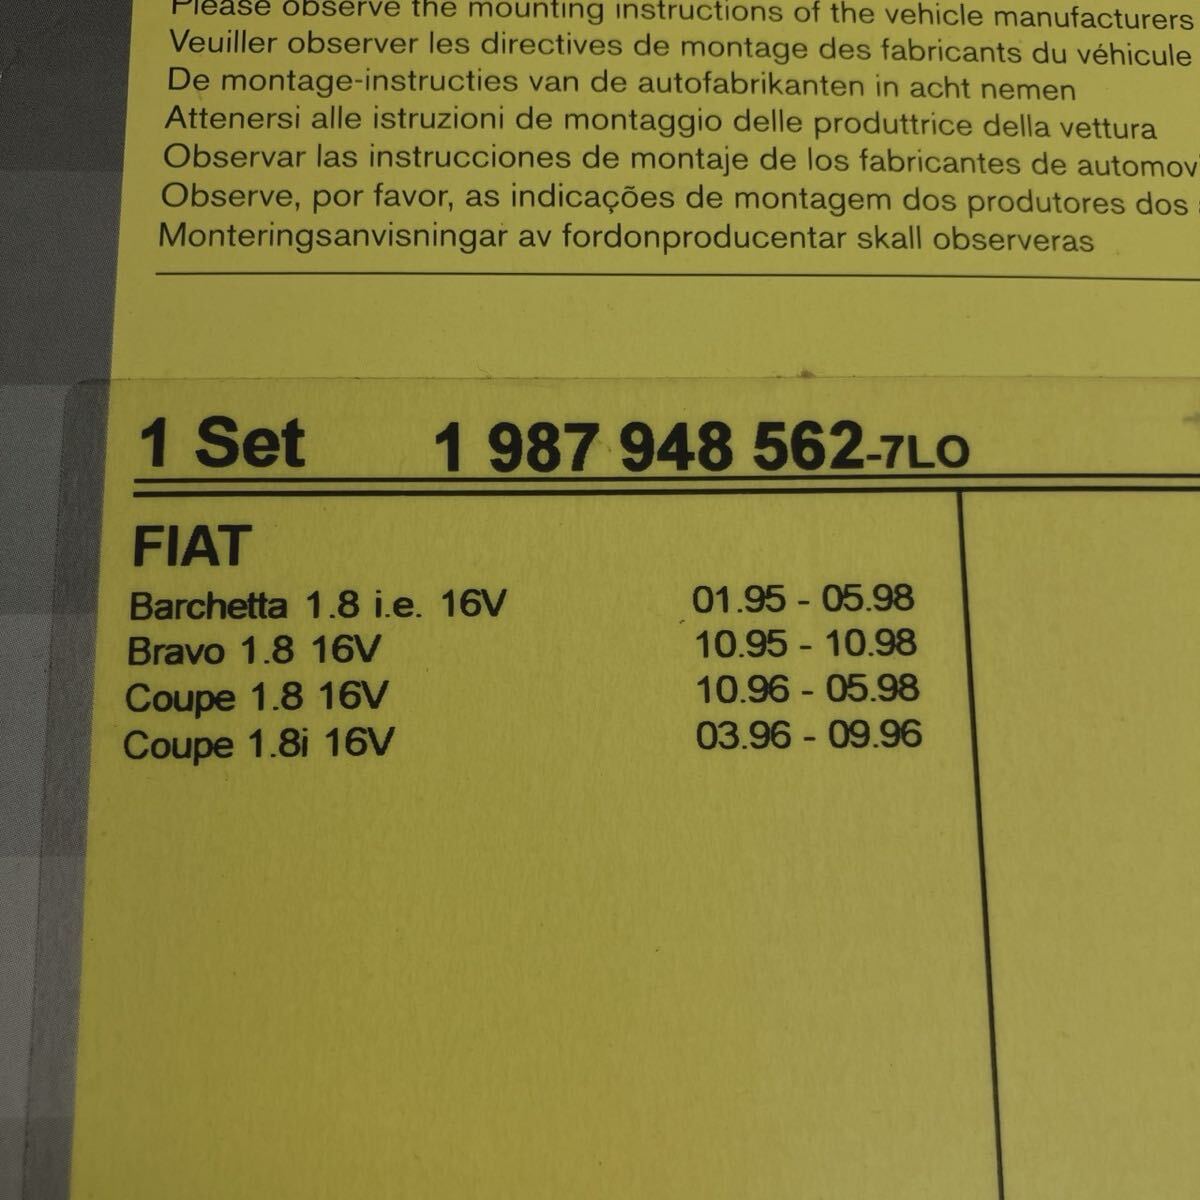 Please observe the mounting instructions of the vehicle manufacturers
Veuiller observer les directives de montage des fabricants du véhicule
De montage-instructies van de autofabrikanten in acht nemen
Attenersi alle istruzioni de montaggio delle produttrice della vettura
Observar las instrucciones de montaje de los fabricantes de automov
Observe, por favor, as indicações de montagem dos produtores dos
Monteringsanvisningar av fordonproducentar skall observeras
1 Set 1 987 948 562-7LO
FIAT
Barchetta 1.8 i.e. 16V 01.95 - 05.98
Bravo 1.8 16V 10.95 - 10.98
Coupe 1.8 16V 10.96 - 05.98
Coupe 1.8i 16V 03.96 - 09.96